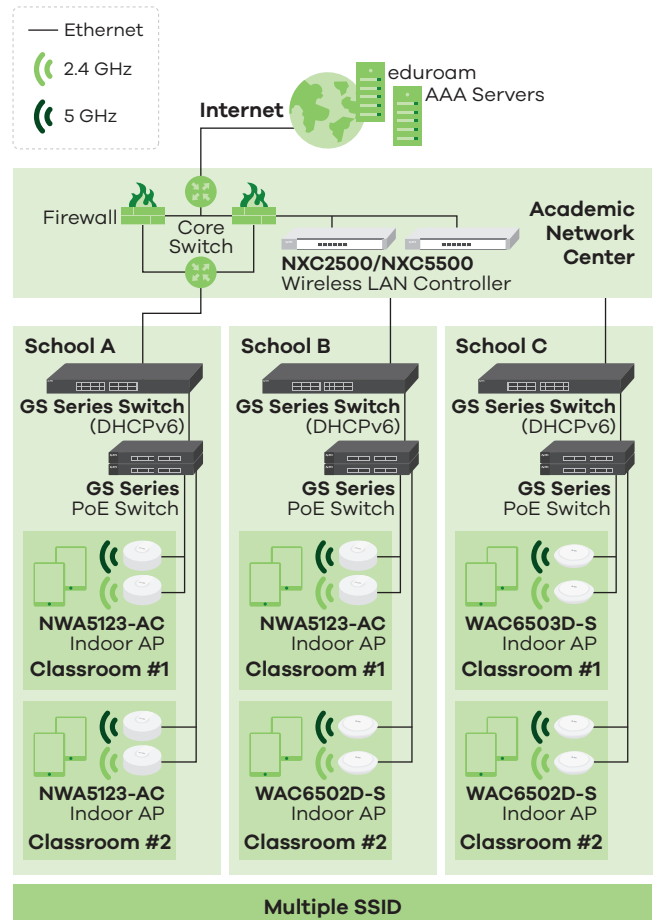 Ethernet
2.4 GHz
5 GHz
eduroam
AAA Servers
Internet
Firewall
Core
Switch
NXC2500/NXC5500
Wireless LAN Controller
Academic
Network
Center
School A
GS Series Switch
(DHCPv6)
GS Series
PoE Switch
NWA5123-AC
Indoor AP
Classroom #1
NWA5123-AC
Indoor AP
Classroom #2
School B
GS Series Switch
(DHCPv6)
GS Series
PoE Switch
NWA5123-AC
Indoor AP
Classroom #1
WAC6502D-S
Indoor AP
Classroom #2
School C
GS Series Switch
(DHCPv6)
GS Series
PoE Switch
WAC6503D-S
Indoor AP
Classroom #1
WAC6502D-S
Indoor AP
Classroom #2
Multiple SSID